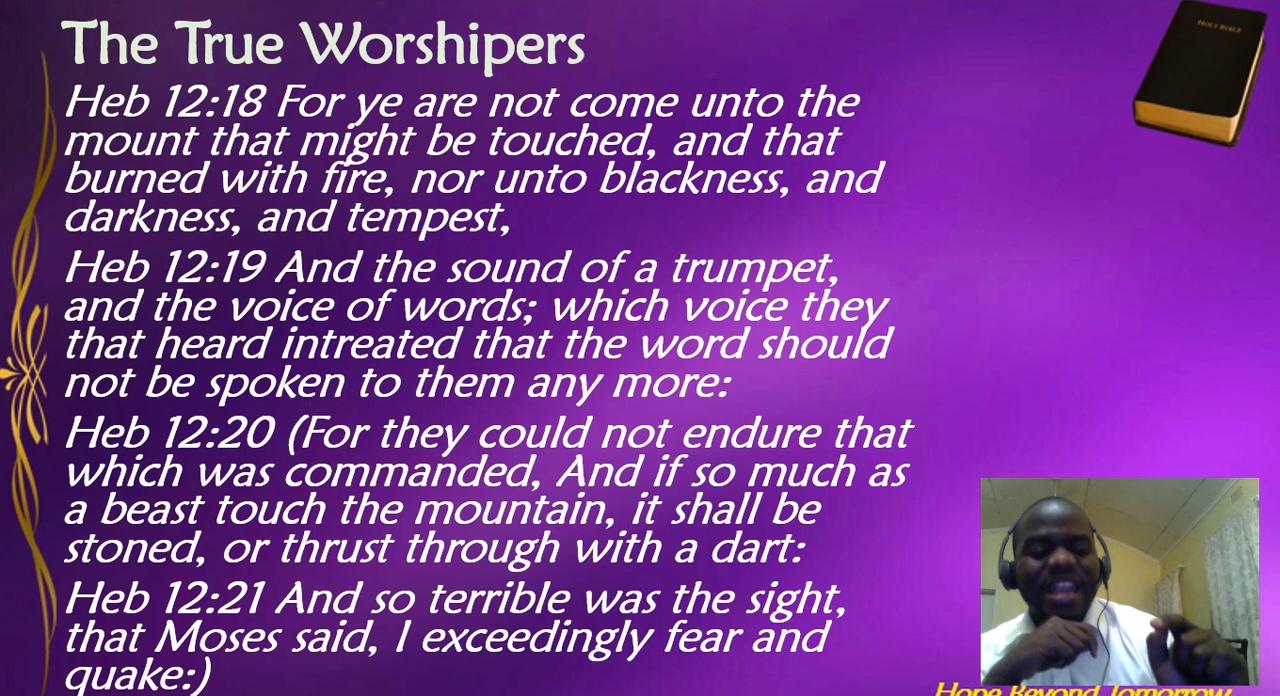 The True Worshipers
HOLY BIBLE
Heb 12:18 For ye are not come unto the
mount that might be touched, and that
burned with fire, nor unto blackness, and
darkness, and tempest,
Heb 12:19 And the sound of a trumpet,
and the voice of words; which voice they
that heard intreated that the word should
not be spoken to them any more:
Heb 12:20 (For they could not endure that
which was commanded, And if so much as
a beast touch the mountain, it shall be
stoned, or thrust through with a dart:
Heb 12:21 And so terrible was the sight,
that Moses said, I exceedingly fear and
quake:)
Hope Beyond Tomorrow